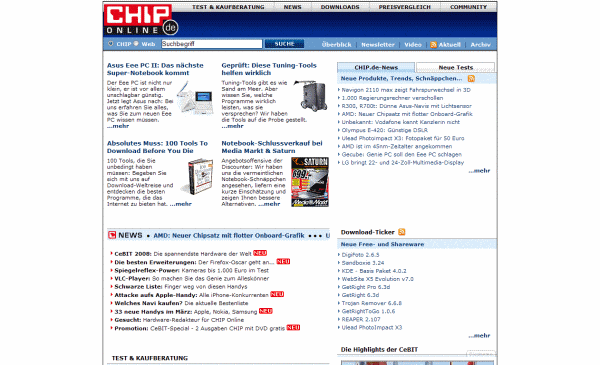 CHIP
ONLINE de
TEST & KAUFBERATUNG NEWS DOWNLOADS PREISVERGLEICH COMMUNITY
CHIP Web Suchbegriff SUCHE Überblick | Newsletter | Video | Aktuell | Archiv
Asus Eee PC II: Das nächste
Super-Notebook kommt
Der Eee PC ist nicht nur
klein, er ist vor allem
unschlagbar günstig.
Jetzt legt Asus nach: Bei
uns erfahren Sie alles,
was Sie zum neuen Eee
PC wissen müssen.
...mehr
Geprüft: Diese Tuning-Tools
helfen wirklich
Tuning-Tools gibt es wie
Sand am Meer. Aber
wissen Sie, welche
Programme wirklich
leisten, was sie
versprechen? Wir haben
die Tools auf die Probe gestellt.
...mehr
Absolutes Muss: 100 Tools To
Download Before You Die
100 Tools, die Sie
unbedingt haben
müssen: Begeben Sie
sich mit uns auf
Download-Weltreise und
entdecken die besten
Programme, die das
Internet zu bieten hat. ...mehr
Notebook-Schlussverkauf bei
Media Markt & Saturn
Angebotsoffensive der
Discounter: Wir haben
uns die vermeintlichen
Notebook-Schnäppchen
angesehen, liefern eine
kurze Einschätzung und
zeigen Ihnen bessere
Alternativen. ...mehr
SATURN
CHIP.de-News Neue Tests
Neue Produkte, Trends, Schnäppchen...
Navigon 2110 max zeigt Fahrspurwechsel in 3D
1.000 Regierungsrechner verschollen
R300, R700t: Dünne Asus-Navis mit Lichtsensor
AMD: Neuer Chipsatz mit flotter Onboard-Grafik
Unbekannt: Vodafone kennt Kanzlerin nicht
Olympus E-420: Günstige DSLR
Ulead PhotoImpact X3: Fotopaket für 50 Euro
AMD ist im 45nm-Zeitalter angekommen
Gecube: Genie PC soll den Eee PC schlagen
LG bringt 22- und 24-Zoll-Multimedia-Display
...mehr
NEWS AMD: Neuer Chipsatz mit flotter Onboard-Grafik ●●● U
CeBIT 2008: Die spannendste Hardware der Welt NEU
Die besten Erweiterungen: Der Firefox-Oscar geht an... NEU
Spiegelreflex-Power: Kameras bis 1.000 Euro im Test
VLC-Player: So machen Sie das Genie zum Alleskönner
Schwarze Liste: Finger weg von diesen Handys
Attacke aufs Apple-Handy: Alle iPhone-Konkurrenten NEU
Welches Navi kaufen? Die aktuelle Bestenliste
33 neue Handys im März: Apple, Nokia, Samsung NEU
Gesucht: Hardware-Redakteur für CHIP Online
Promotion: CeBIT-Special - 2 Ausgaben CHIP mit DVD gratis NEU
Download-Ticker
Neue Free- und Shareware
DigiFoto 2.6.5
Sandboxie 3.24
KDE - Basis Paket 4.0.2
WebSite X5 Evolution 7.0
GetRight Pro 6.3d
GetRight 6.3d
Trojan Remover 6.6.8
GetRightToGo 1.0.6
REAPER 2.107
Ulead PhotoImpact X3
...mehr
TEST & KAUFBERATUNG
Die Highlights der CeBIT